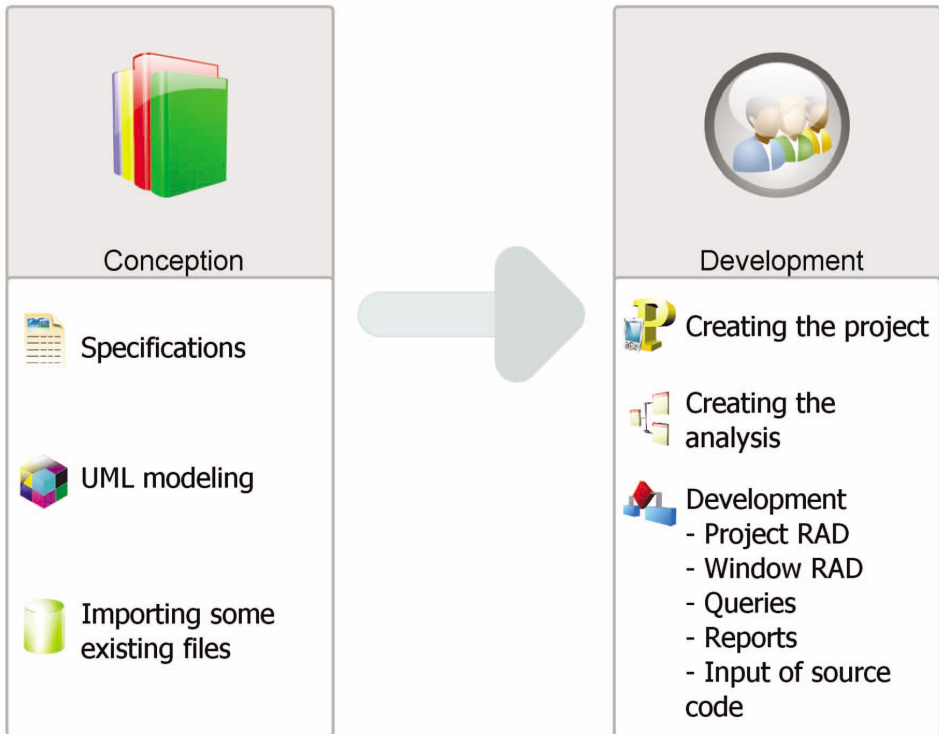 Conception
Specifications
UML modeling
Importing some
existing files
Development
Creating the project
Creating the
analysis
Development
- Project RAD
- Window RAD
- Queries
- Reports
- Input of source
code